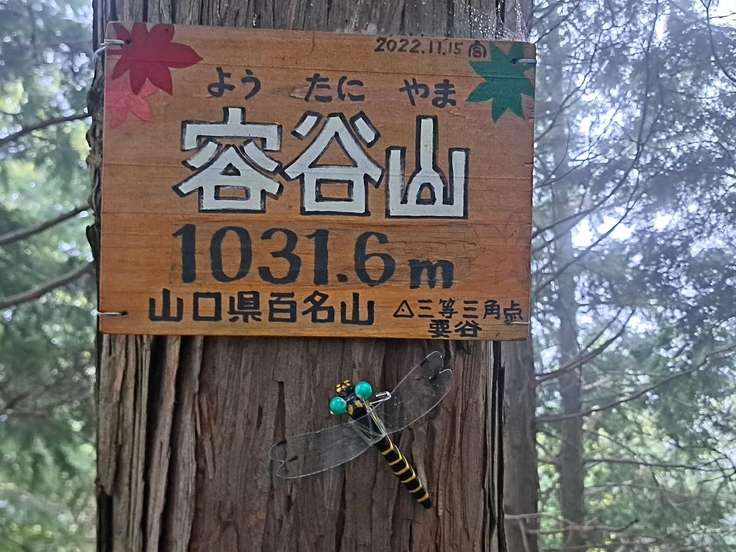 2022.11.15
よう たに やま
容谷山
1031.6m
山口県百名山
△三等三角点
要谷